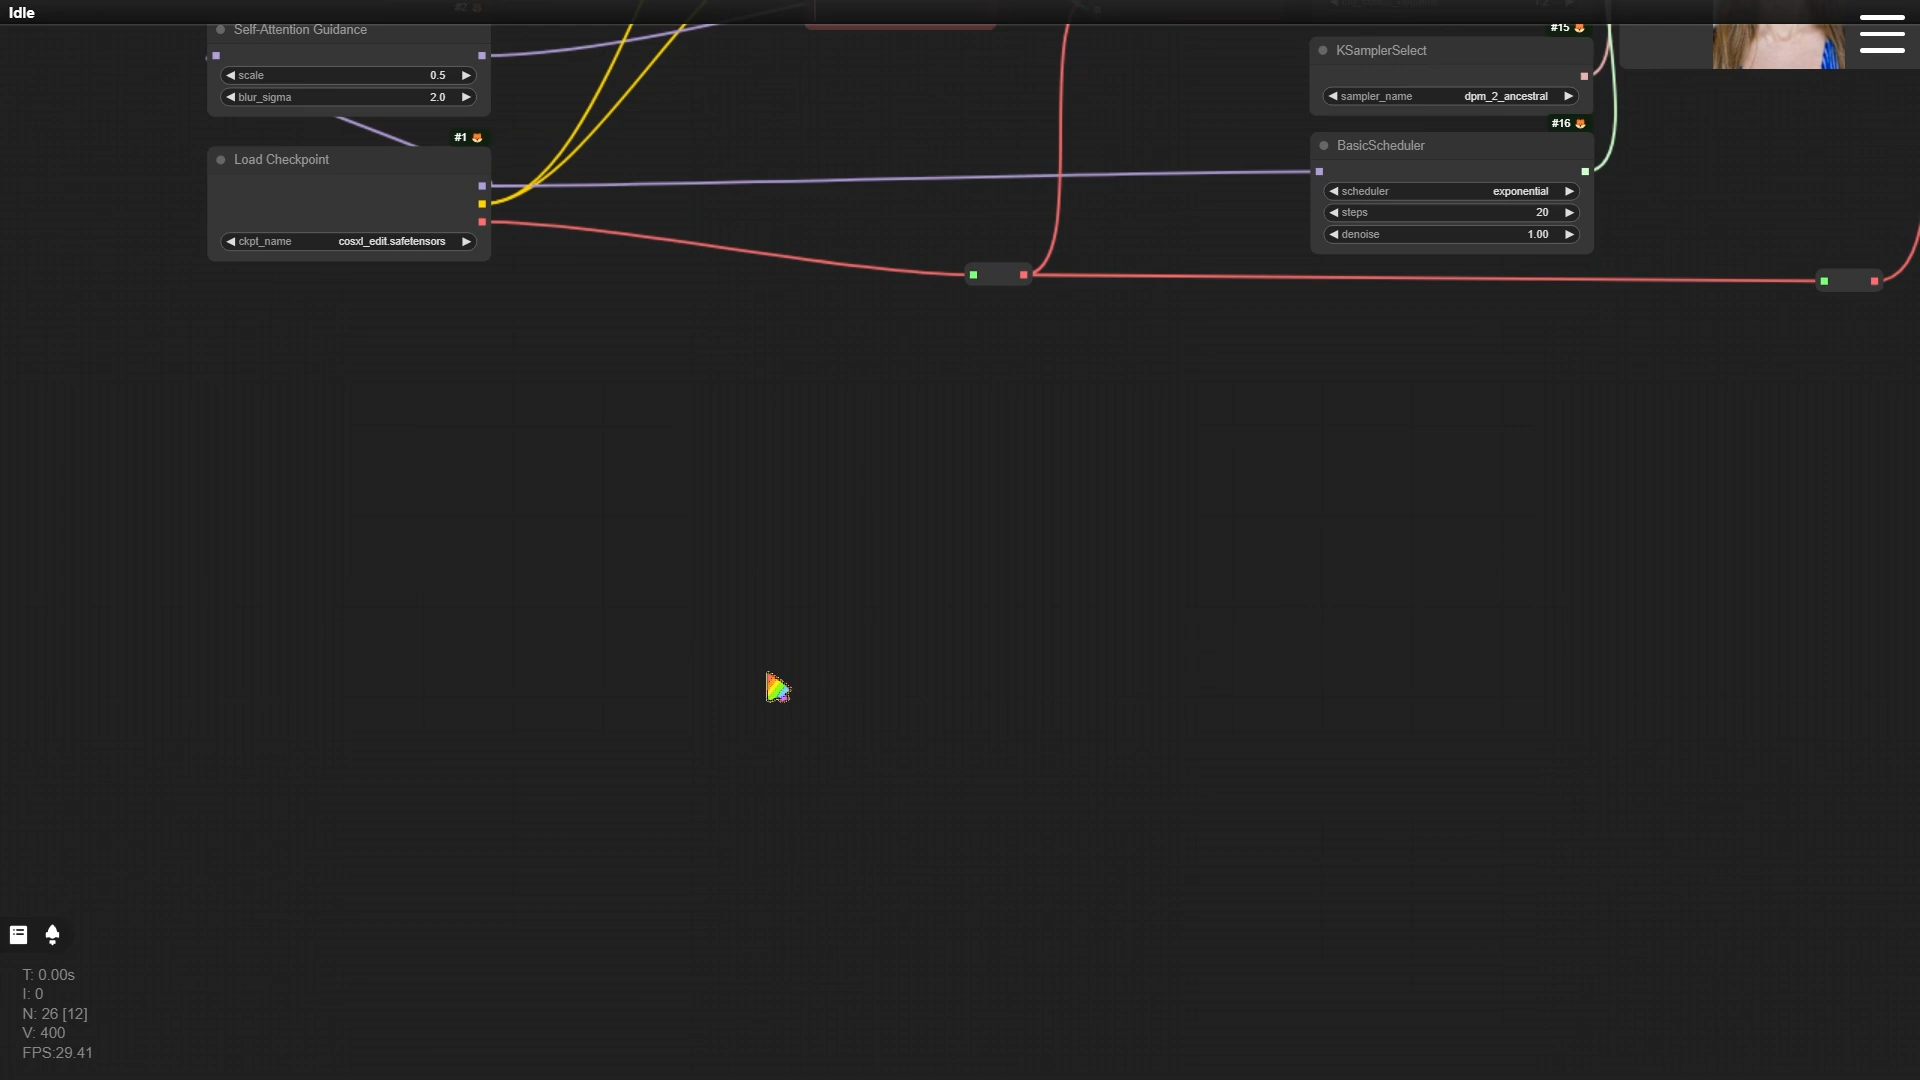 Idle
#2
Self-Attention Guidance
scale 0.5
blur_sigma 2.0
#1
Load Checkpoint
ckpt_name cosxl_edit.safetensors
#15
KSamplerSelect
sampler_name dpm_2_ancestral
#16
BasicScheduler
scheduler exponential
steps 20
denoise 1.00
T: 0.00s
I: 0
N: 26 [12]
V: 400
FPS:29.41